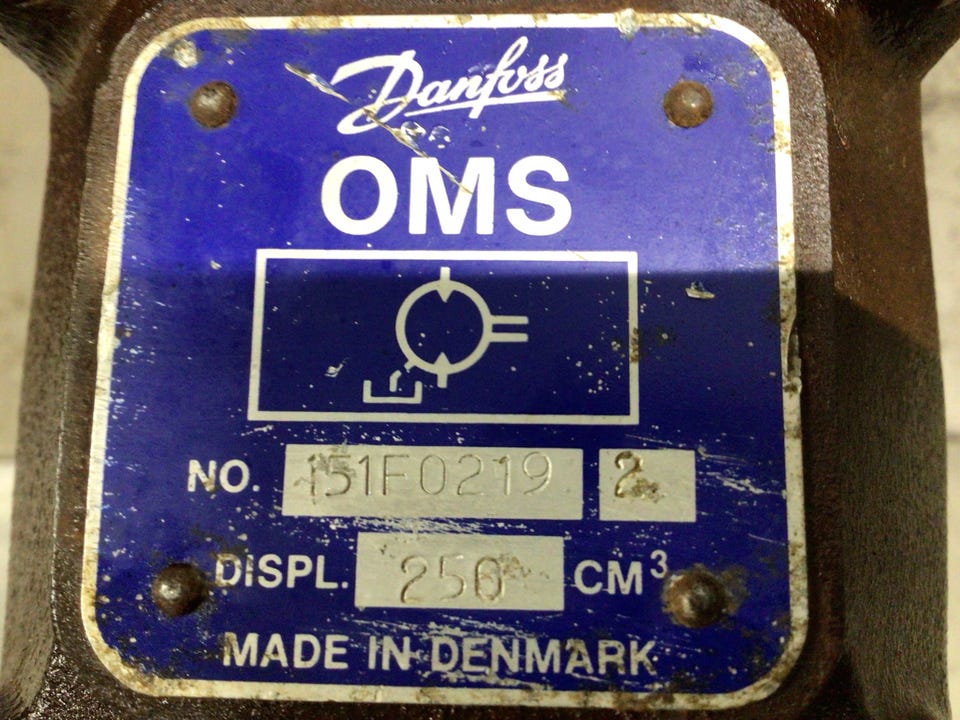 Danfoss
OMS
NO. 151F0219 2
DISPL. 250 CM³
MADE IN DENMARK